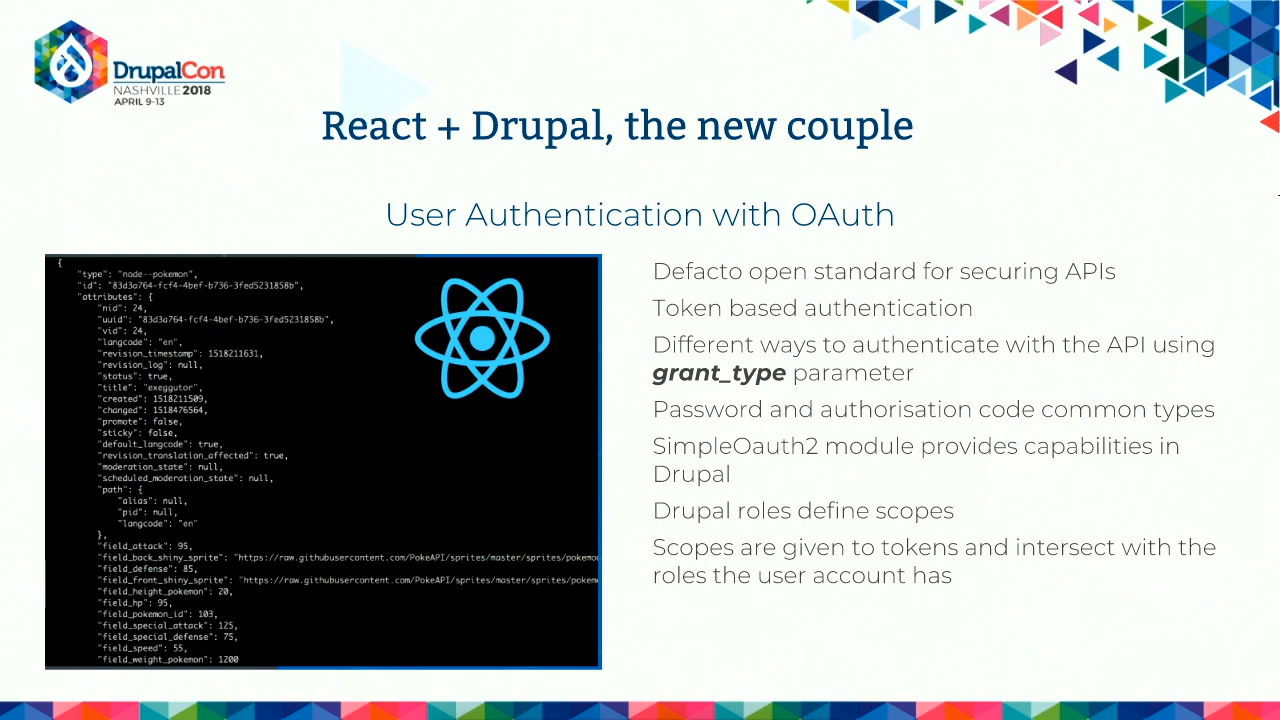 DrupalCon
NASHVILLE 2018
APRIL 9-13
React + Drupal, the new couple
User Authentication with OAuth
{
"type": "node--pokemon",
"id": "83d3a764-fcf4-4bef-b736-3fed5231858b",
"attributes": {
"nid": 24,
"uuid": "83d3a764-fcf4-4bef-b736-3fed5231858b",
"vid": 24,
"langcode": "en",
"revision_timestamp": 1518211631,
"revision_log": null,
"status": true,
"title": "exeggutor",
"created": 1518211509,
"changed": 1518476564,
"promote": false,
"sticky": false,
"default_langcode": true,
"revision_translation_affected": true,
"moderation_state": null,
"scheduled_moderation_state": null,
"path": {
"alias": null,
"pid": null,
"langcode": "en"
},
"field_attack": 95,
"field_back_shiny_sprite": "https://raw.githubusercontent.com/PokeAPI/sprites/master/sprites/pokemo
"field_defense": 85,
"field_front_shiny_sprite": "https://raw.githubusercontent.com/PokeAPI/sprites/master/sprites/pokem
"field_height_pokemon": 20,
"field_hp": 95,
"field_pokemon_id": 103,
"field_special_attack": 125,
"field_special_defense": 75,
"field_speed": 55,
"field_weight_pokemon": 1200
Defacto open standard for securing APIs
Token based authentication
Different ways to authenticate with the API using
grant_type parameter
Password and authorisation code common types
SimpleOauth2 module provides capabilities in
Drupal
Drupal roles define scopes
Scopes are given to tokens and intersect with the
roles the user account has